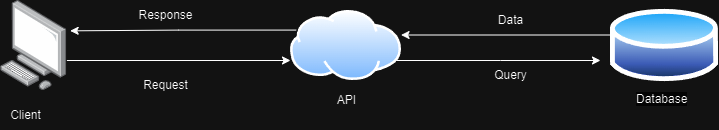 Response
Data
Request
Query
Client
API
Database